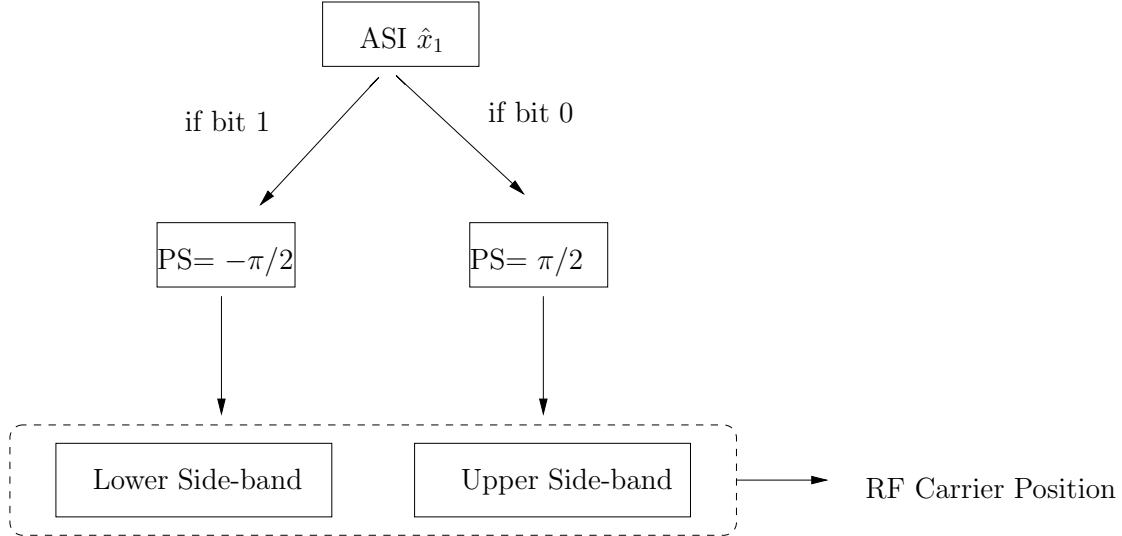 ASI x̂₁
if bit 1
if bit 0
PS= −π/2
PS= π/2
Lower Side-band
Upper Side-band
RF Carrier Position